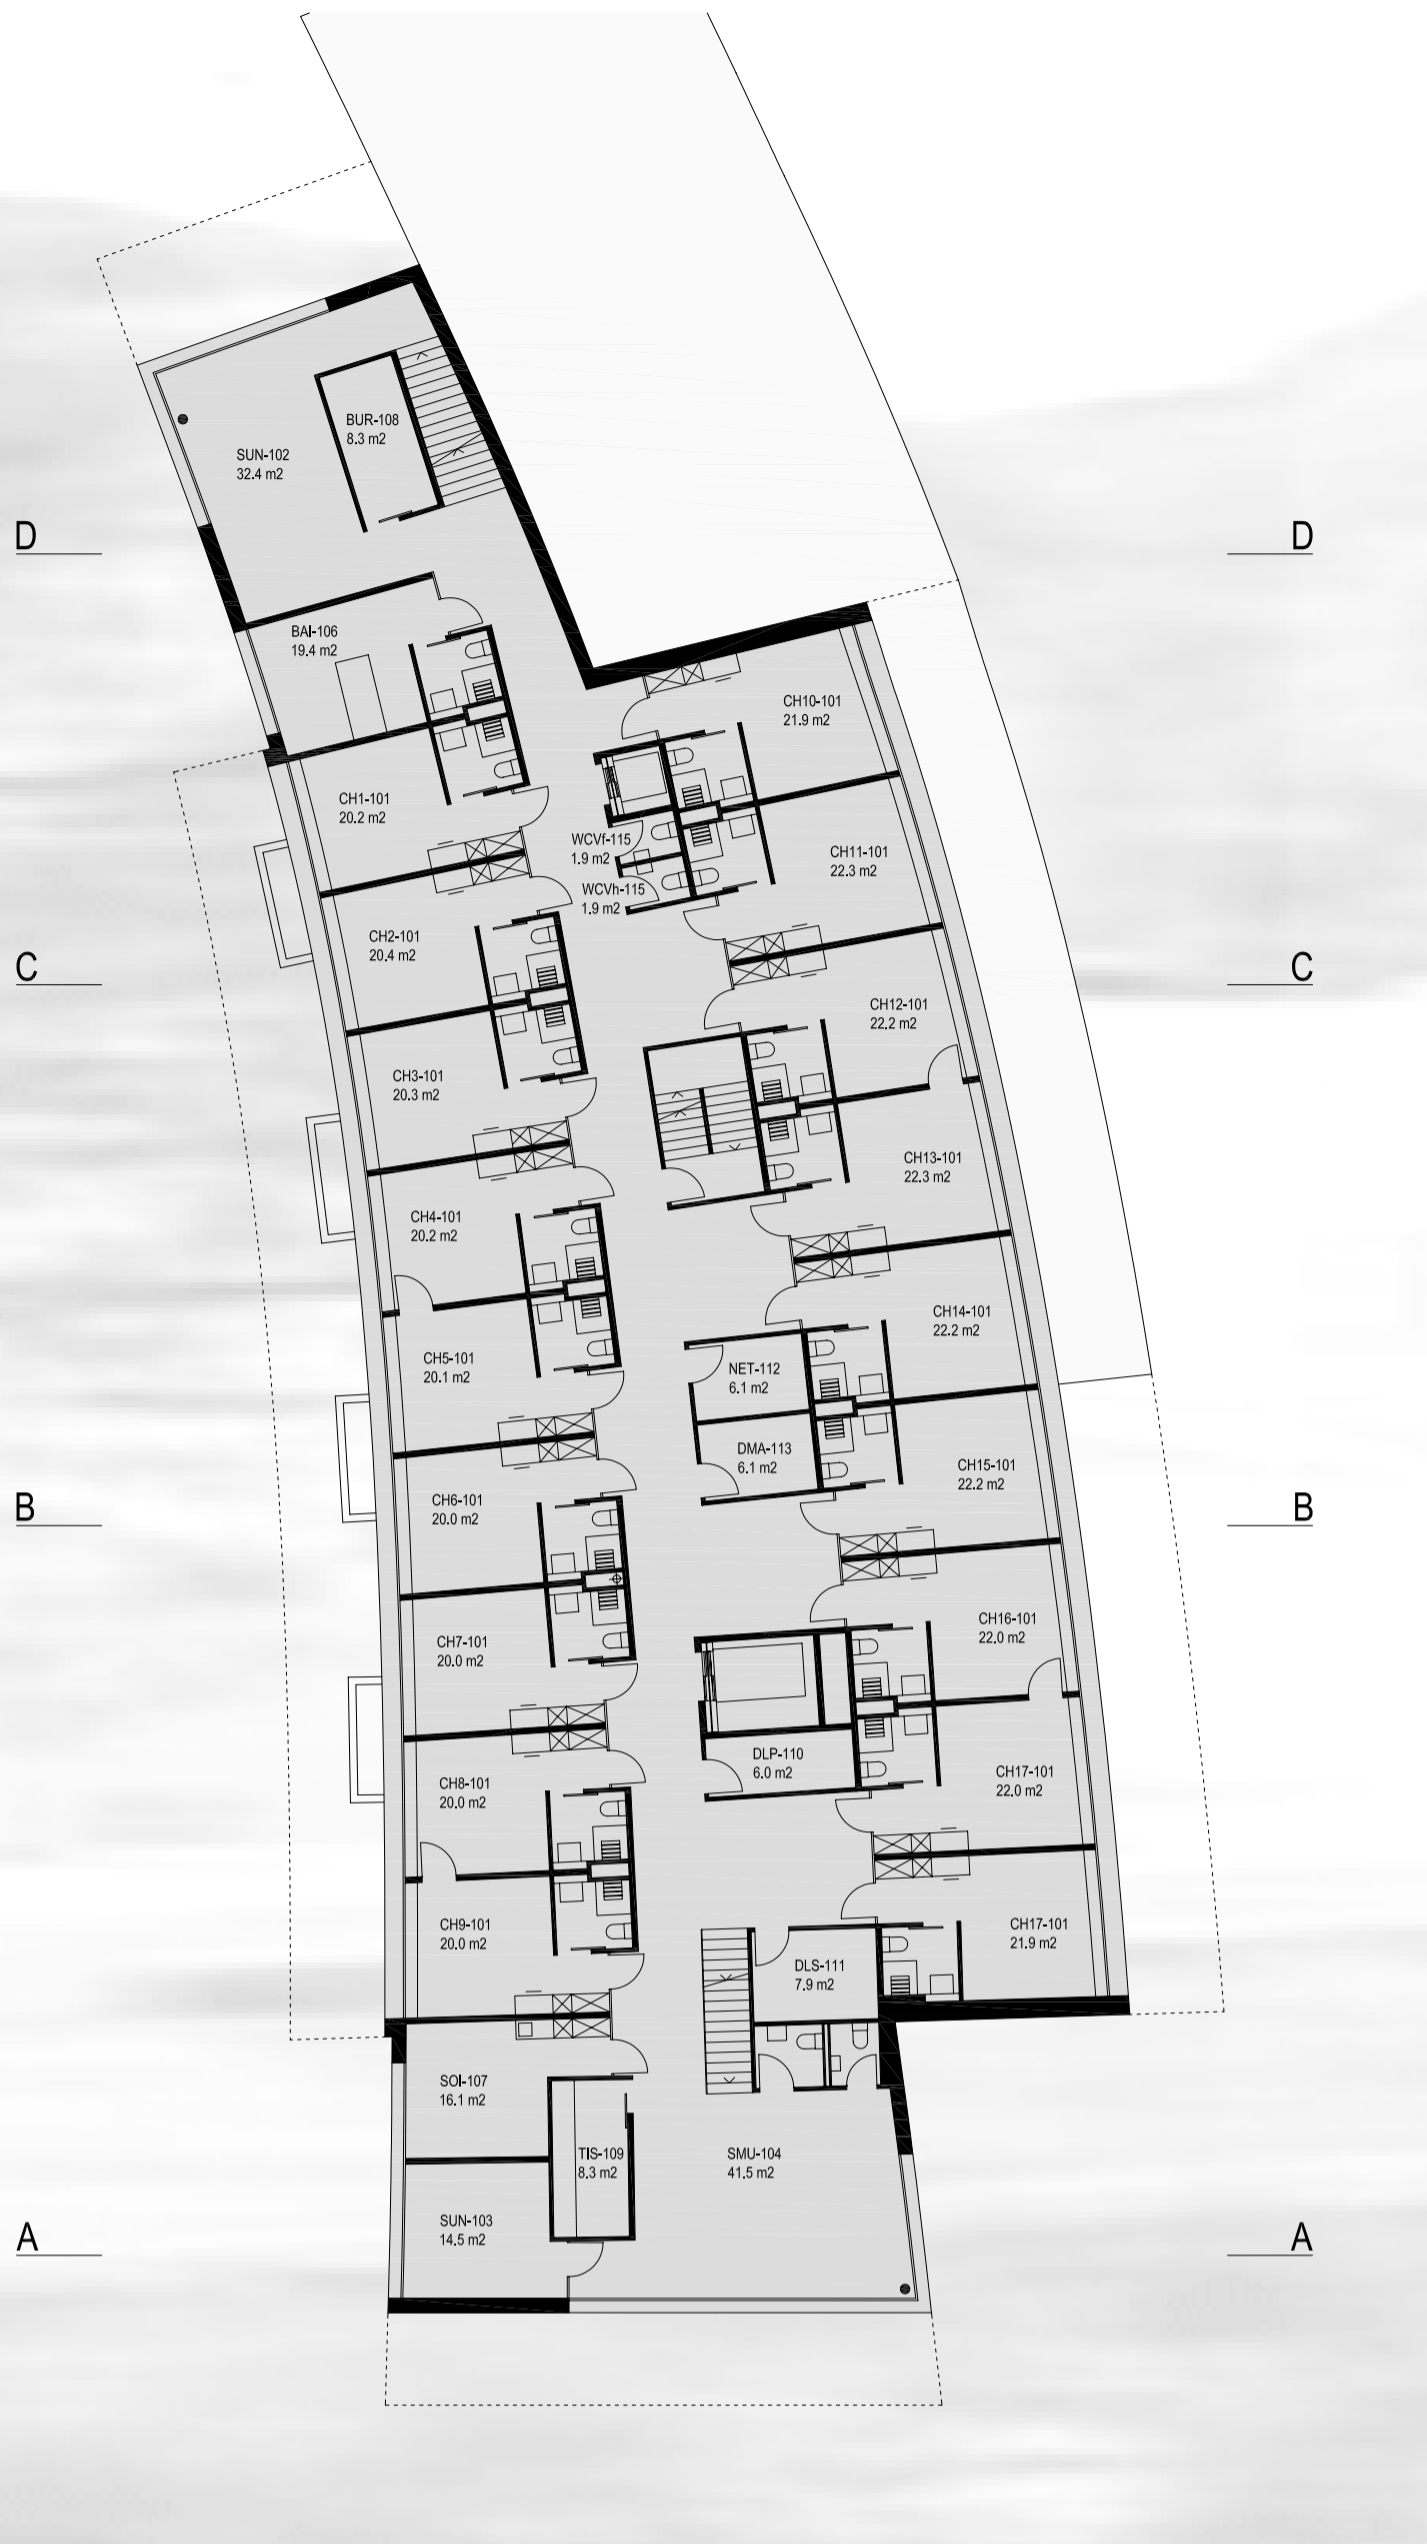 BUR-108
8.3 m2
SUN-102
32.4 m2
D
D
BAI-106
19.4 m2
CH10-101
21.9 m2
CH1-101
20.2 m2
WCVf-115
1.9 m2
CH11-101
22.3 m2
WCVh-115
1.9 m2
CH2-101
20.4 m2
C
C
CH12-101
22.2 m2
CH3-101
20.3 m2
CH13-101
22.3 m2
CH4-101
20.2 m2
CH14-101
22.2 m2
CH5-101
20.1 m2
NET-112
6.1 m2
DMA-113
6.1 m2
CH15-101
22.2 m2
CH6-101
20.0 m2
B
B
CH16-101
22.0 m2
CH7-101
20.0 m2
DLP-110
6.0 m2
CH17-101
22.0 m2
CH8-101
20.0 m2
CH9-101
20.0 m2
CH17-101
21.9 m2
DLS-111
7.9 m2
SOI-107
16.1 m2
TIS-109
8.3 m2
SMU-104
41.5 m2
SUN-103
14.5 m2
A
A